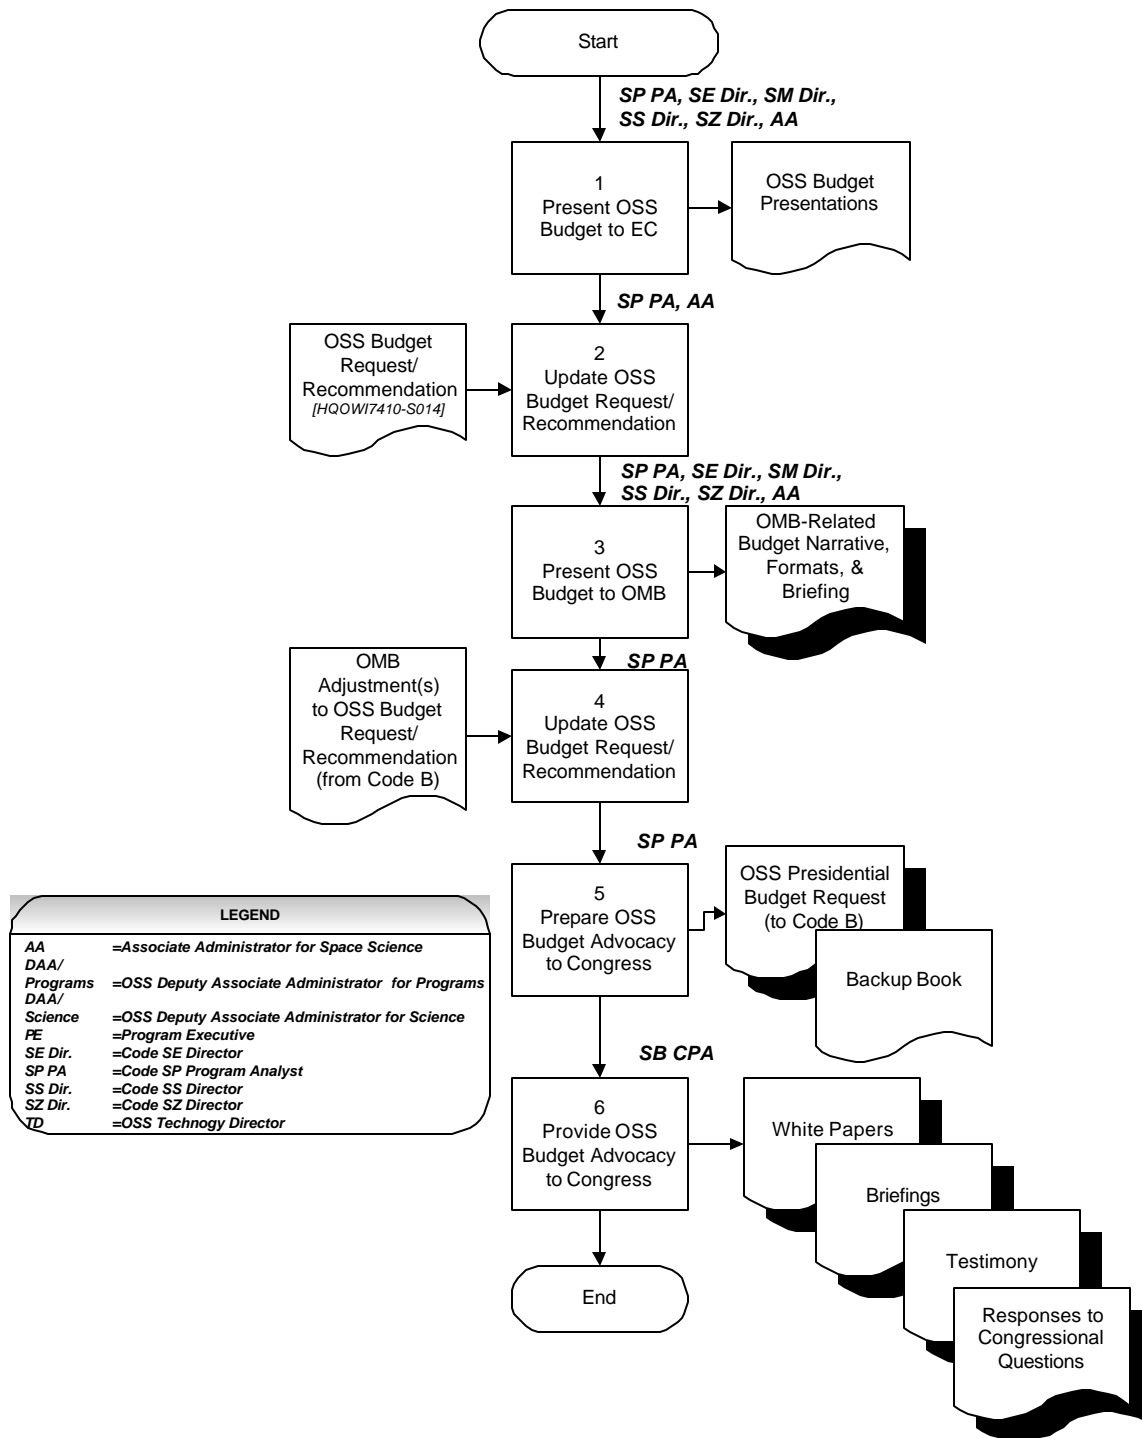 Start
SP PA, SE Dir., SM Dir.,
SS Dir., SZ Dir., AA
1
Present OSS
Budget to EC
OSS Budget
Presentations
SP PA, AA
OSS Budget
Request/
Recommendation
[HQOWI7410-S014]
2
Update OSS
Budget Request/
Recommendation
SP PA, SE Dir., SM Dir.,
SS Dir., SZ Dir., AA
3
Present OSS
Budget to OMB
OMB-Related
Budget Narrative,
Formats, &
Briefing
SP PA
OMB
Adjustment(s)
to OSS Budget
Request/
Recommendation
(from Code B)
4
Update OSS
Budget Request/
Recommendation
SP PA
5
Prepare OSS
Budget Advocacy
to Congress
OSS Presidential
Budget Request
(to Code B)
Backup Book
LEGEND
AA =Associate Administrator for Space Science
DAA/
Programs =OSS Deputy Associate Administrator for Programs
DAA/
Science =OSS Deputy Associate Administrator for Science
PE =Program Executive
SE Dir. =Code SE Director
SP PA =Code SP Program Analyst
SS Dir. =Code SS Director
SZ Dir. =Code SZ Director
TD =OSS Technogy Director
SB CPA
6
Provide OSS
Budget Advocacy
to Congress
White Papers
Briefings
Testimony
Responses to
Congressional
Questions
End